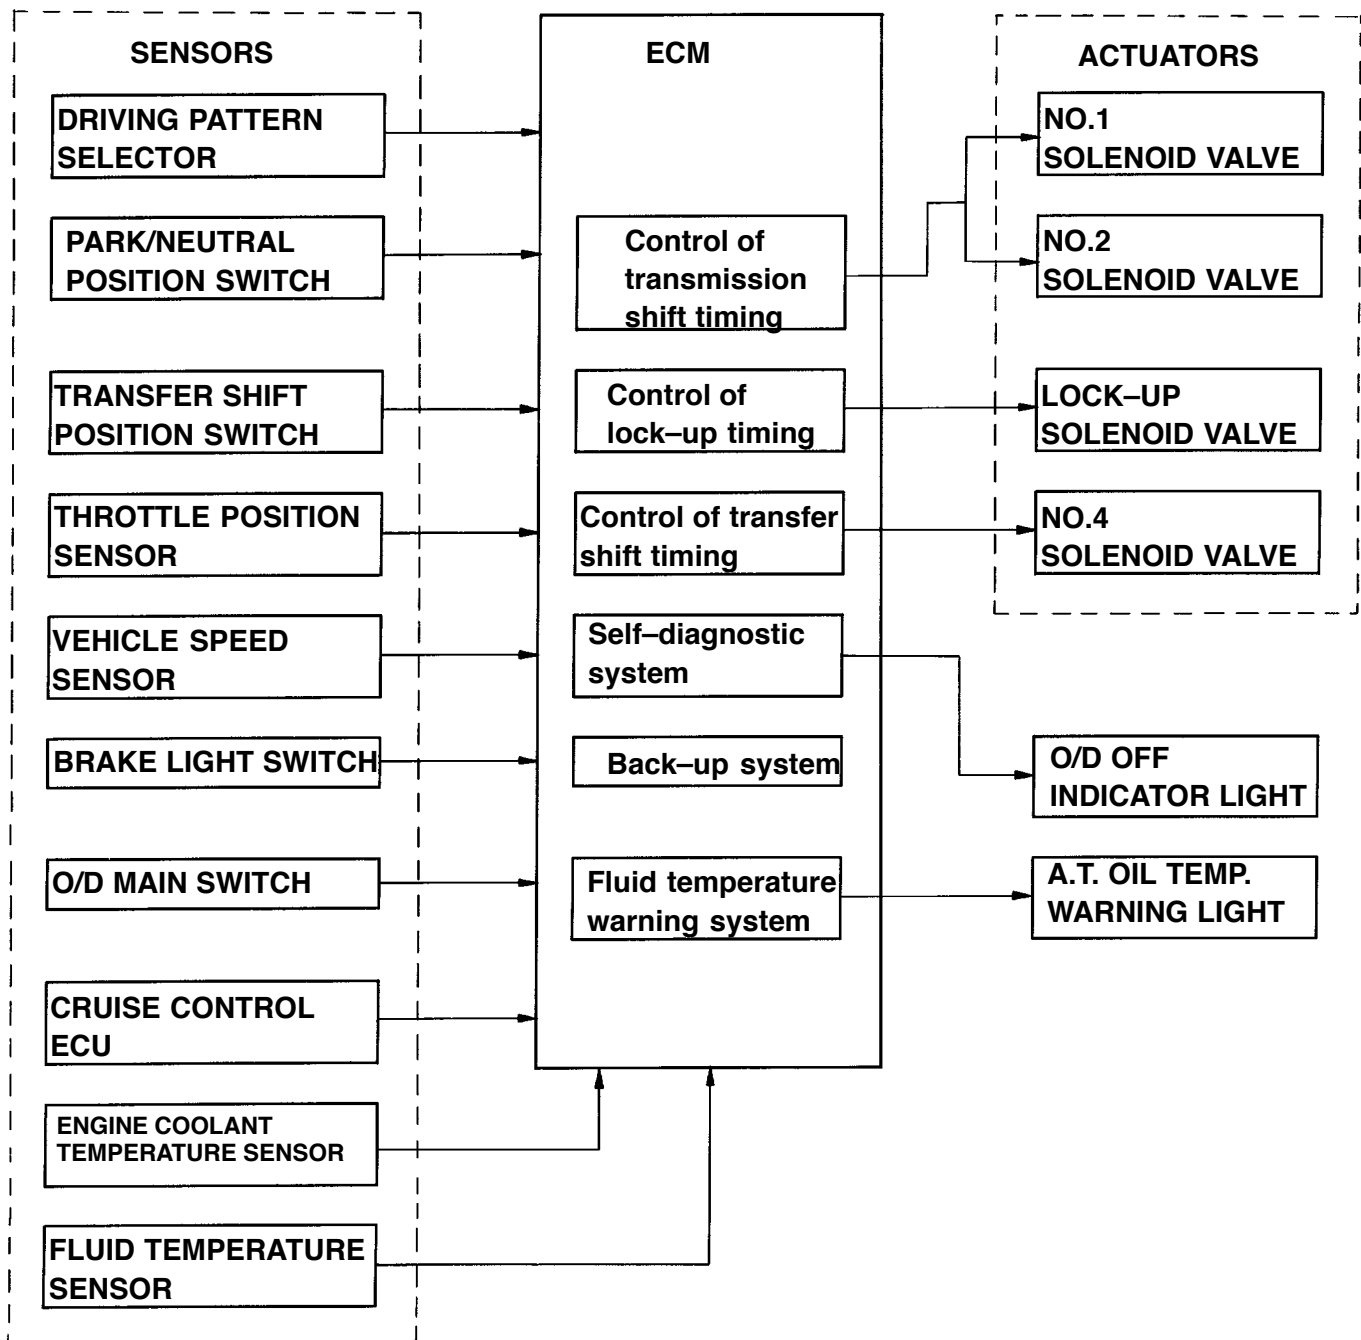 SENSORS
DRIVING PATTERN
SELECTOR
PARK/NEUTRAL
POSITION SWITCH
TRANSFER SHIFT
POSITION SWITCH
THROTTLE POSITION
SENSOR
VEHICLE SPEED
SENSOR
BRAKE LIGHT SWITCH
O/D MAIN SWITCH
CRUISE CONTROL
ECU
ENGINE COOLANT
TEMPERATURE SENSOR
FLUID TEMPERATURE
SENSOR
ECM
Control of
transmission
shift timing
Control of
lock–up timing
Control of transfer
shift timing
Self–diagnostic
system
Back–up system
Fluid temperature
warning system
ACTUATORS
NO.1
SOLENOID VALVE
NO.2
SOLENOID VALVE
LOCK–UP
SOLENOID VALVE
NO.4
SOLENOID VALVE
O/D OFF
INDICATOR LIGHT
A.T. OIL TEMP.
WARNING LIGHT